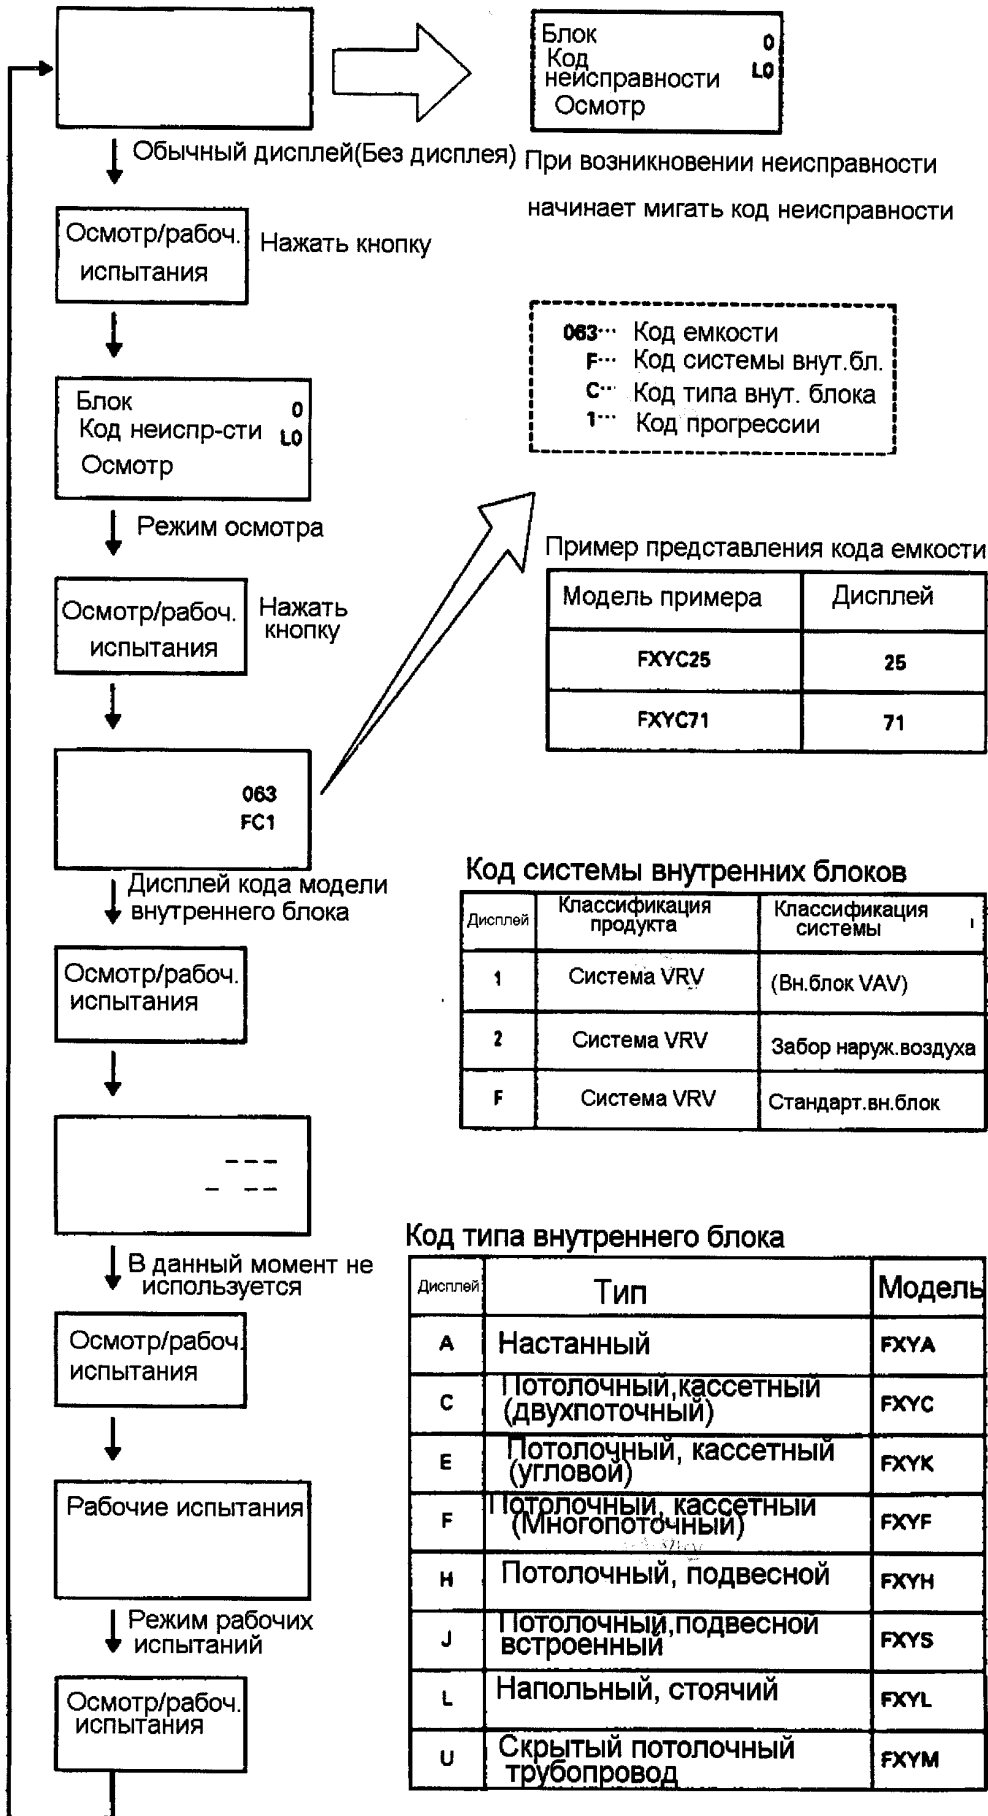 Блок 0
Код
неисправности L0
Осмотр
Обычный дисплей(Без дисплея)
При возникновении неисправности
начинает мигать код неисправности
Осмотр/рабоч.
испытания
Нажать кнопку
063··· Код емкости
F··· Код системы внут.бл.
C··· Код типа внут. блока
1··· Код прогрессии
Блок 0
Код неиспр-сти L0
Осмотр
Режим осмотра
Осмотр/рабоч.
испытания
Нажать
кнопку
Пример представления кода емкости
Модель примера Дисплей
FXYC25 25
FXYC71 71
063
FC1
Дисплей кода модели
внутреннего блока
Код системы внутренних блоков
Дисплей Классификация продукта Классификация системы
1 Система VRV (Вн.блок VAV)
2 Система VRV Забор наруж.воздуха
F Система VRV Стандарт.вн.блок
Осмотр/рабоч.
испытания
---
- --
В данный момент не
используется
Осмотр/рабоч.
испытания
Рабочие испытания
Режим рабочих
испытаний
Осмотр/рабоч.
испытания
Код типа внутреннего блока
Дисплей Тип Модель
A Настанный FXYA
C Потолочный,кассетный (двухпоточный) FXYC
E Потолочный, кассетный (угловой) FXYK
F Потолочный, кассетный (Многопоточный) FXYF
H Потолочный, подвесной FXYH
J Потолочный,подвесной встроенный FXYS
L Напольный, стоячий FXYL
U Скрытый потолочный трубопровод FXYM